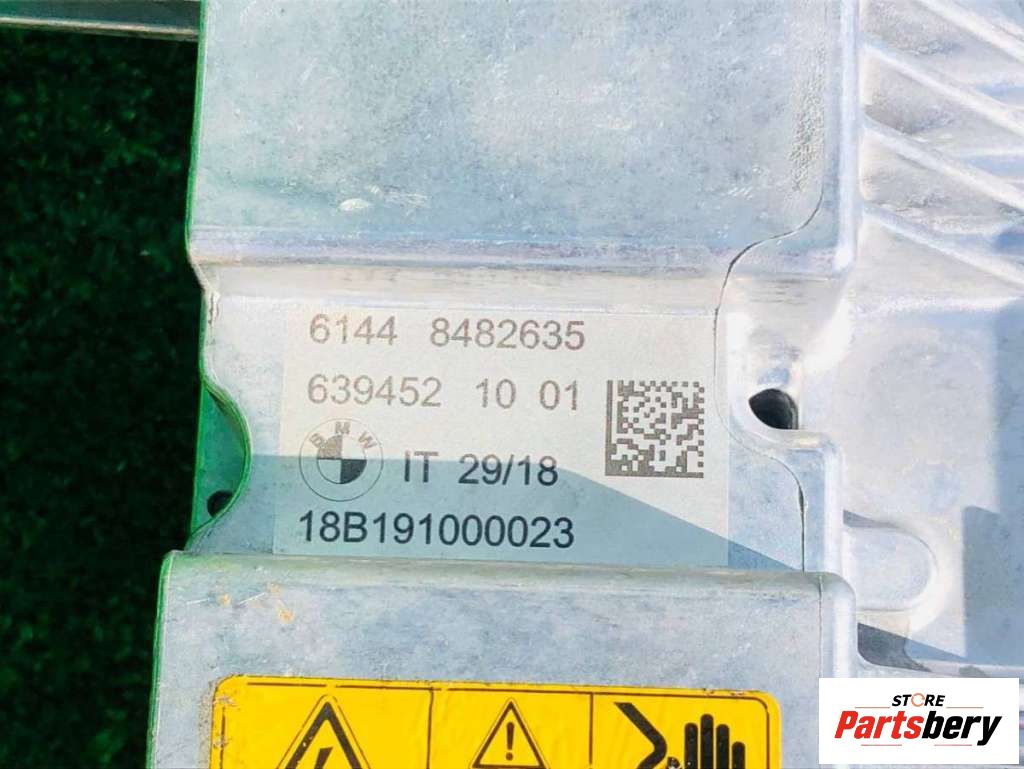 6144 8482635
639452 10 01
BMW
IT 29/18
18B191000023
STORE
Partsbery